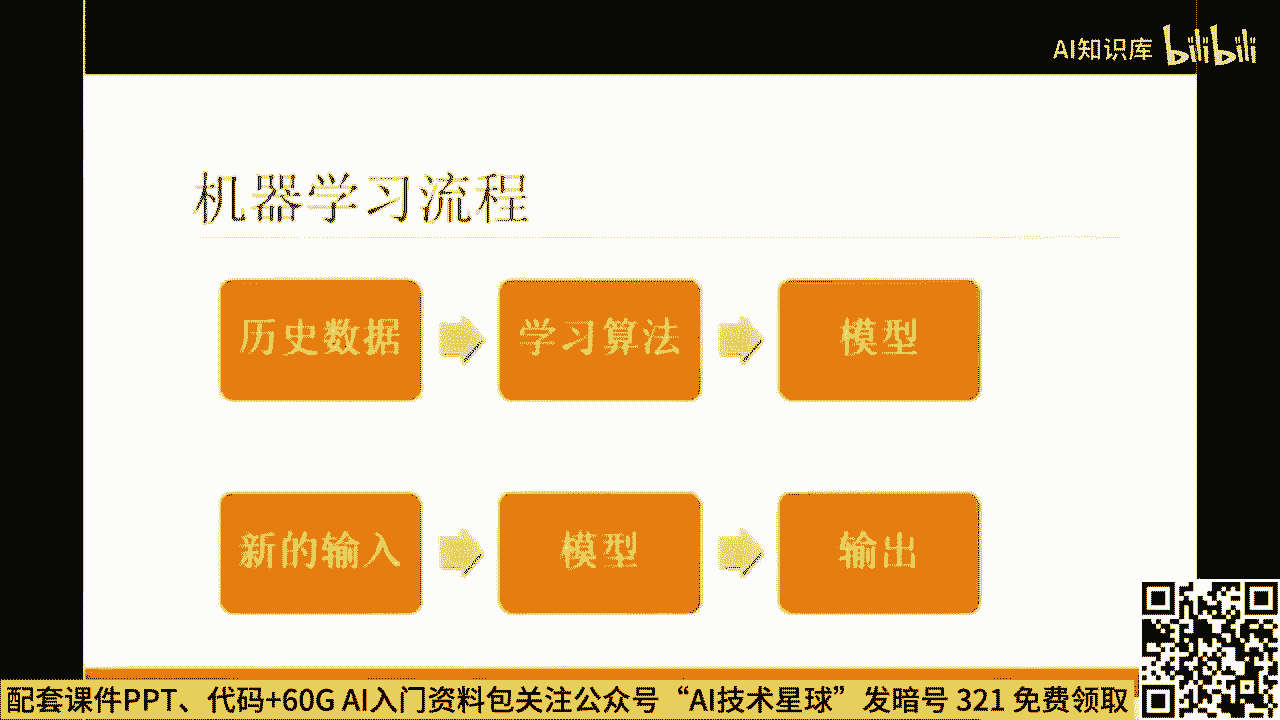 AI知识库 bilibili
机器学习流程
历史数据 学习算法 模型
新的输入 模型 输出
配套课件PPT、代码+60G AI入门资料包关注公众号“AI技术星球”发暗号 321 免费领取